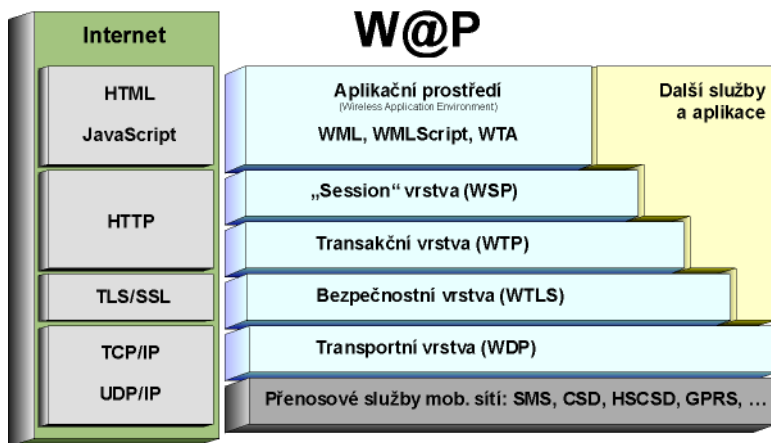 Internet
HTML
JavaScript
HTTP
TLS/SSL
TCP/IP
UDP/IP
W@P
Aplikační prostředí
(Wireless Application Environment)
WML, WMLScript, WTA
Další služby
a aplikace
„Session“ vrstva (WSP)
Transakční vrstva (WTP)
Bezpečnostní vrstva (WTLS)
Transportní vrstva (WDP)
Přenosové služby mob. sítí: SMS, CSD, HSCSD, GPRS, …